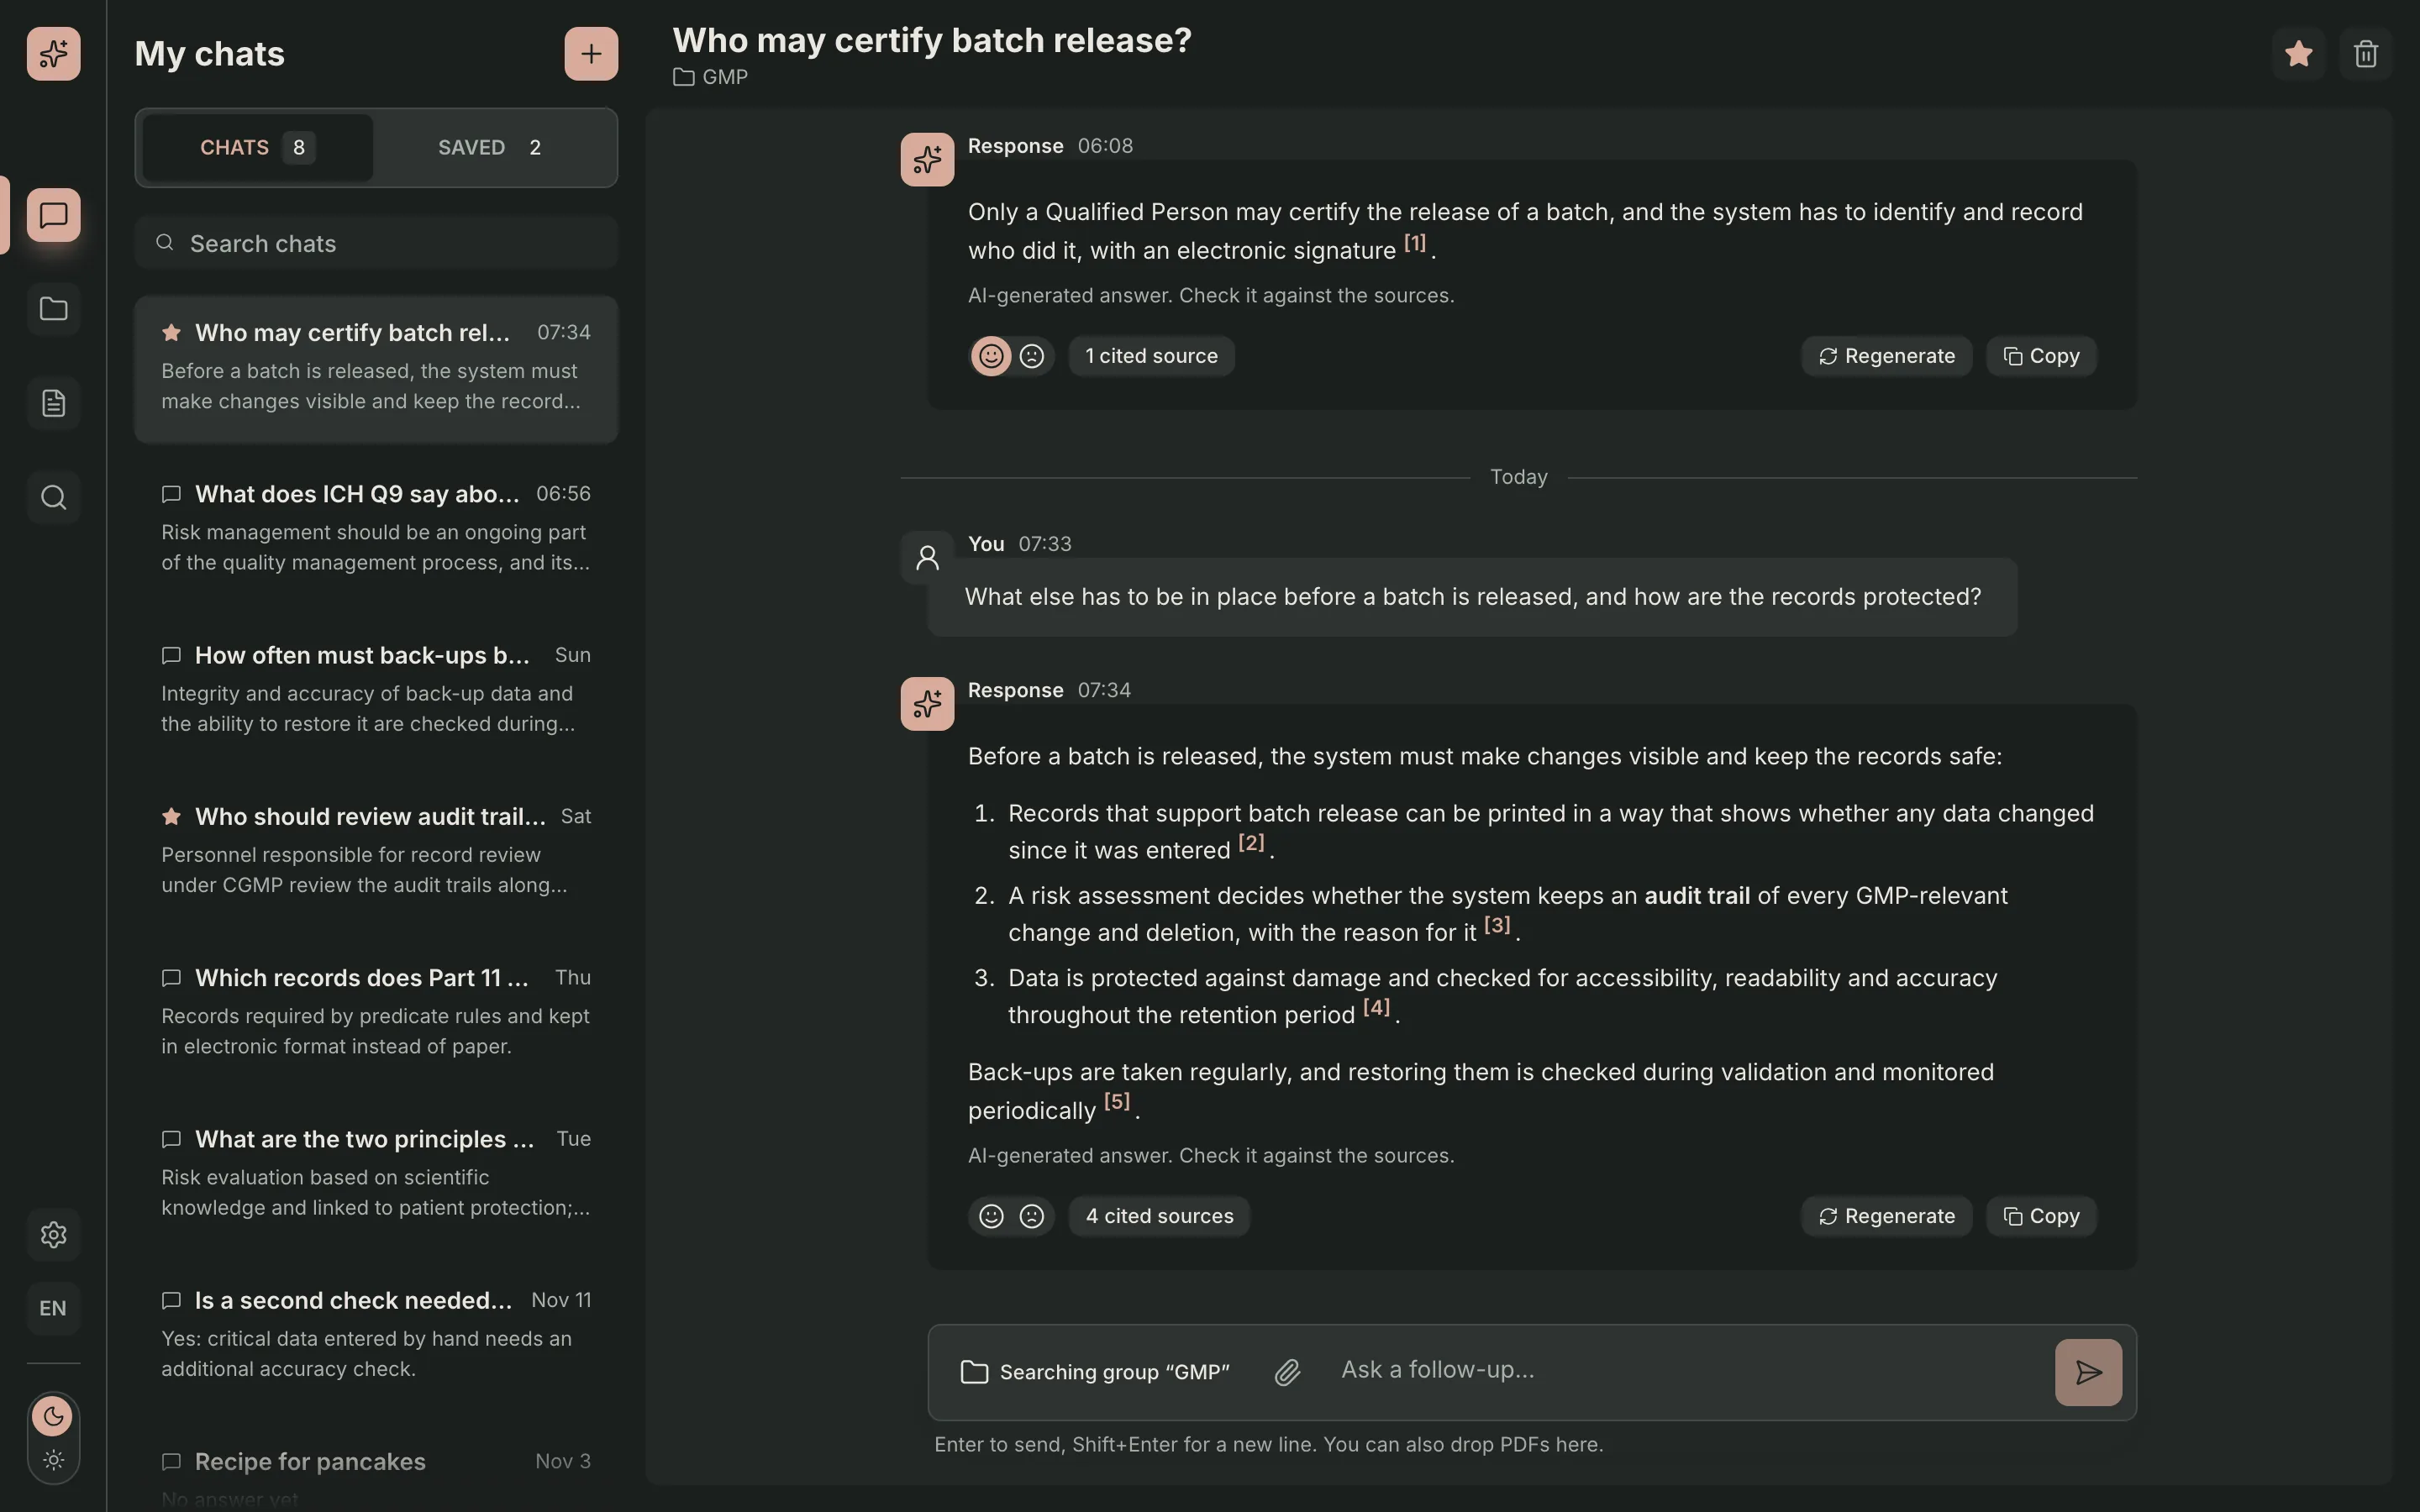 My chats
CHATS 8
SAVED 2
Search chats
Who may certify batch rel... 07:34
Before a batch is released, the system must
make changes visible and keep the record...
What does ICH Q9 say abo... 06:56
Risk management should be an ongoing part
of the quality management process, and its...
How often must back-ups b... Sun
Integrity and accuracy of back-up data and
the ability to restore it are checked during...
Who should review audit trail... Sat
Personnel responsible for record review
under CGMP review the audit trails along...
Which records does Part 11 ... Thu
Records required by predicate rules and kept
in electronic format instead of paper.
What are the two principles ... Tue
Risk evaluation based on scientific
knowledge and linked to patient protection;...
Is a second check needed... Nov 11
Yes: critical data entered by hand needs an
additional accuracy check.
Recipe for pancakes Nov 3
No answer yet
EN
Who may certify batch release?
GMP
Response 06:08
Only a Qualified Person may certify the release of a batch, and the system has to identify and record
who did it, with an electronic signature [1].
AI-generated answer. Check it against the sources.
1 cited source
Regenerate
Copy
Today
You 07:33
What else has to be in place before a batch is released, and how are the records protected?
Response 07:34
Before a batch is released, the system must make changes visible and keep the records safe:
1. Records that support batch release can be printed in a way that shows whether any data changed
since it was entered [2].
2. A risk assessment decides whether the system keeps an audit trail of every GMP-relevant
change and deletion, with the reason for it [3].
3. Data is protected against damage and checked for accessibility, readability and accuracy
throughout the retention period [4].
Back-ups are taken regularly, and restoring them is checked during validation and monitored
periodically [5].
AI-generated answer. Check it against the sources.
4 cited sources
Regenerate
Copy
Searching group “GMP”
Ask a follow-up...
Enter to send, Shift+Enter for a new line. You can also drop PDFs here.